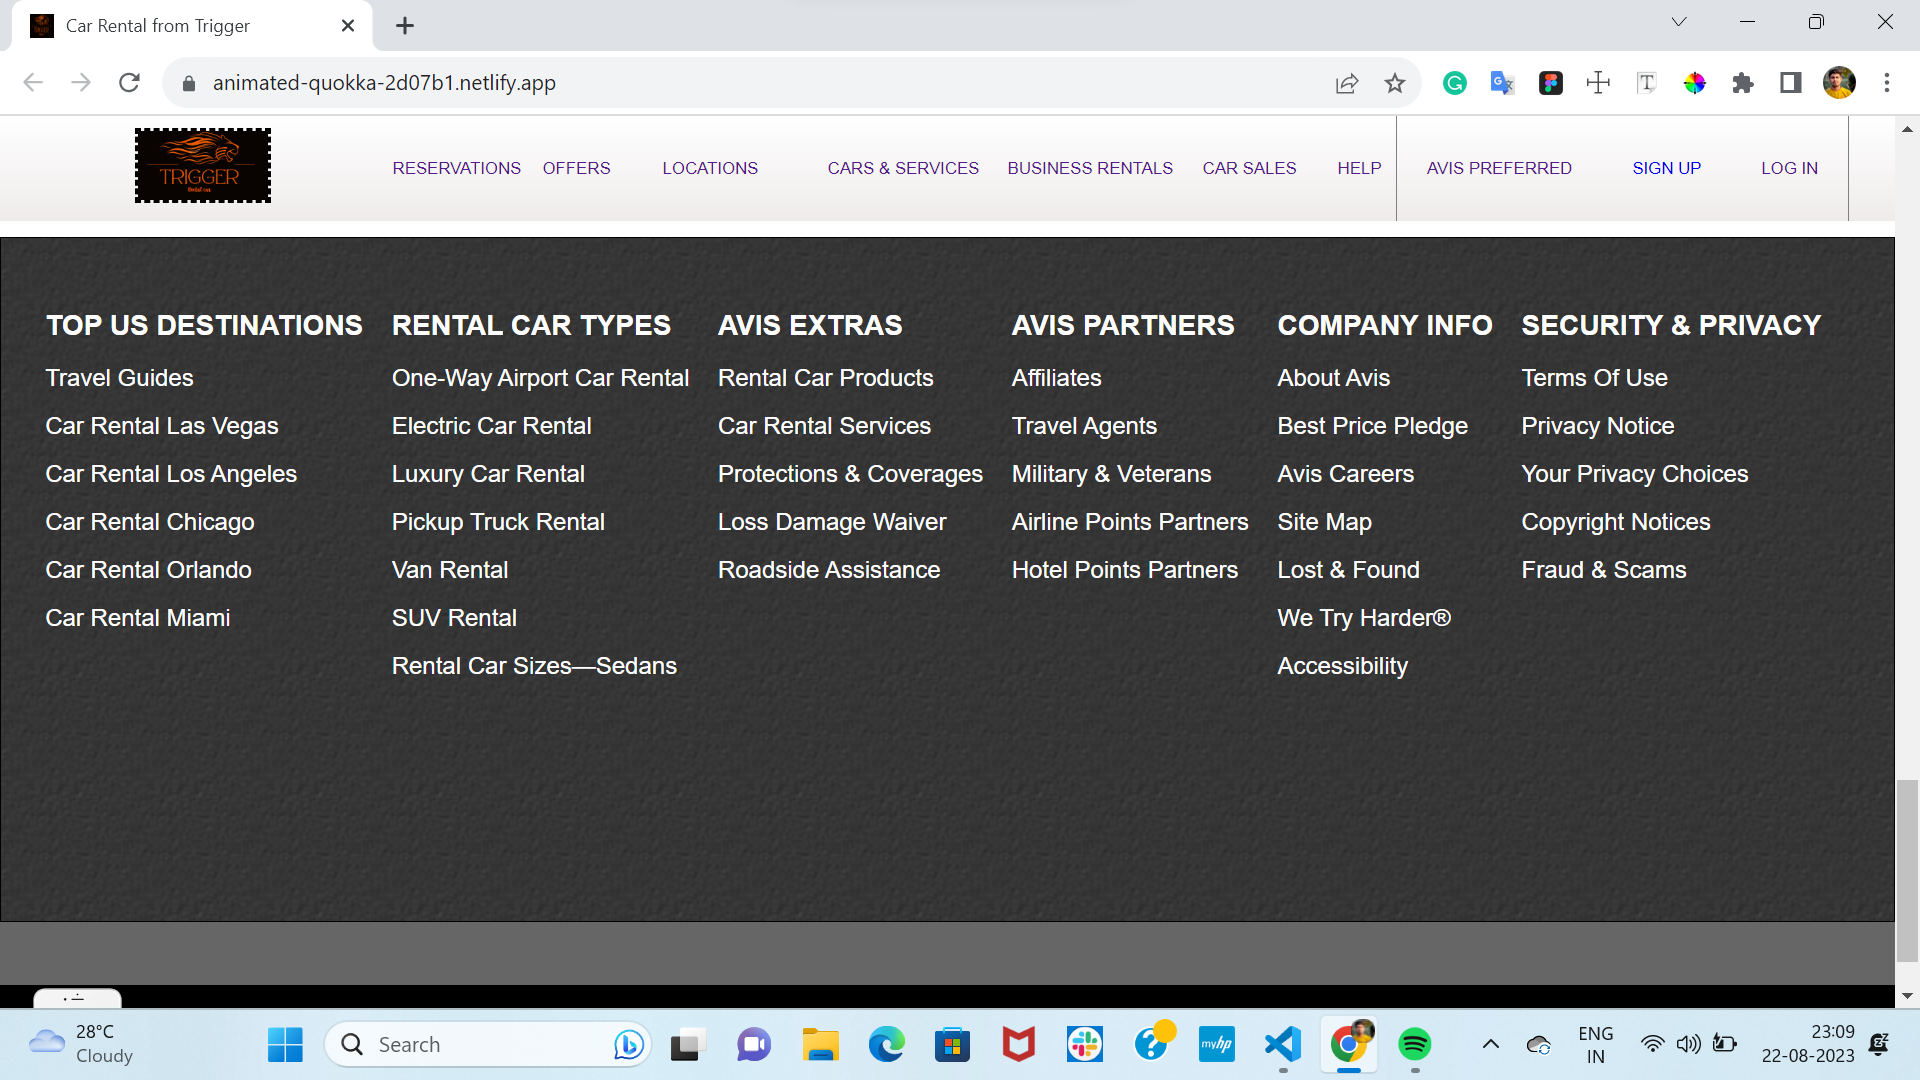 Car Rental from Trigger
animated-quokka-2d07b1.netlify.app
TRIGGER
RESERVATIONS OFFERS LOCATIONS CARS & SERVICES BUSINESS RENTALS CAR SALES HELP AVIS PREFERRED SIGN UP LOG IN
TOP US DESTINATIONS
Travel Guides
Car Rental Las Vegas
Car Rental Los Angeles
Car Rental Chicago
Car Rental Orlando
Car Rental Miami
RENTAL CAR TYPES
One-Way Airport Car Rental
Electric Car Rental
Luxury Car Rental
Pickup Truck Rental
Van Rental
SUV Rental
Rental Car Sizes—Sedans
AVIS EXTRAS
Rental Car Products
Car Rental Services
Protections & Coverages
Loss Damage Waiver
Roadside Assistance
AVIS PARTNERS
Affiliates
Travel Agents
Military & Veterans
Airline Points Partners
Hotel Points Partners
COMPANY INFO
About Avis
Best Price Pledge
Avis Careers
Site Map
Lost & Found
We Try Harder®
Accessibility
SECURITY & PRIVACY
Terms Of Use
Privacy Notice
Your Privacy Choices
Copyright Notices
Fraud & Scams
28°C
Cloudy
Search
myhp
ENG
IN
23:09
22-08-2023